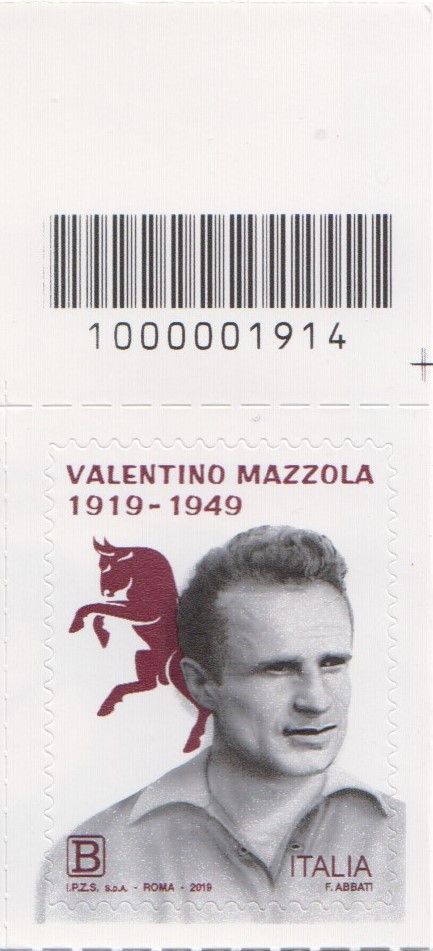 1000001914
VALENTINO MAZZOLA
1919-1949
B
ITALIA
I.P.Z.S. S.p.A. - ROMA - 2019
F. ABBATI